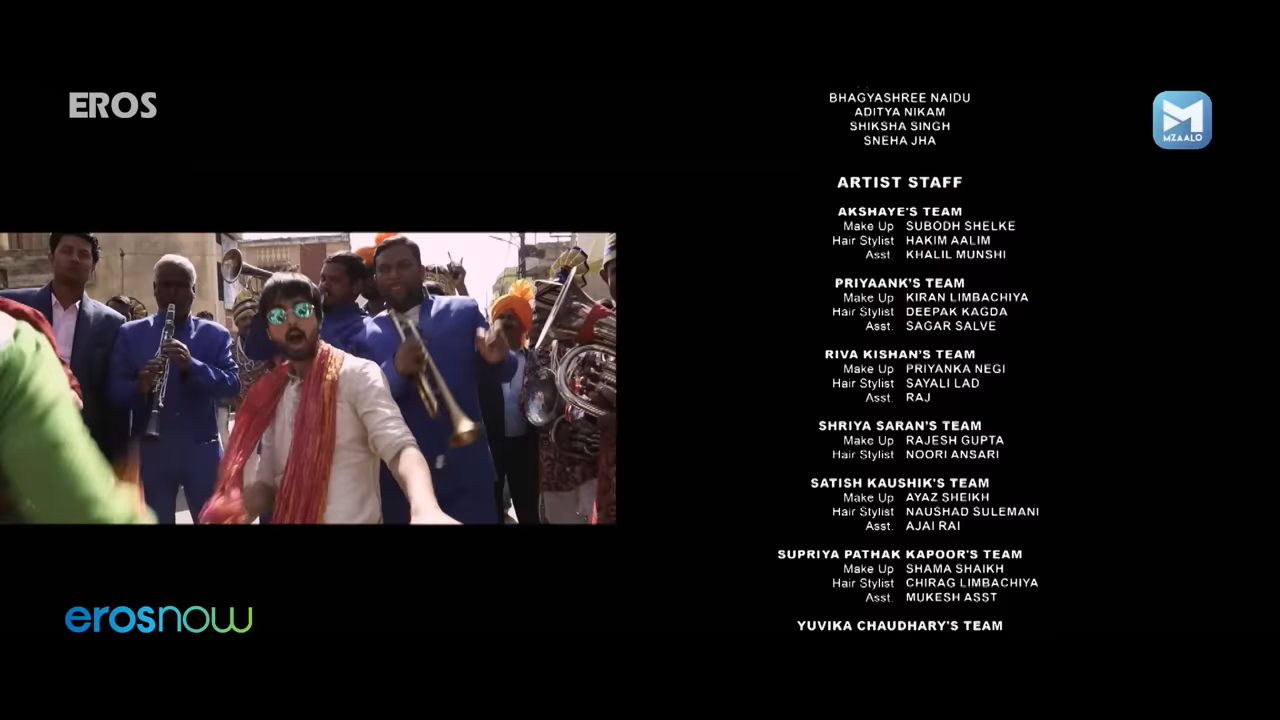 EROS
MZAALO
BHAGYASHREE NAIDU
ADITYA NIKAM
SHIKSHA SINGH
SNEHA JHA
ARTIST STAFF
AKSHAYE'S TEAM
Make Up SUBODH SHELKE
Hair Stylist HAKIM AALIM
Asst. KHALIL MUNSHI
PRIYAANK'S TEAM
Make Up KIRAN LIMBACHIYA
Hair Stylist DEEPAK KAGDA
Asst. SAGAR SALVE
RIVA KISHAN'S TEAM
Make Up PRIYANKA NEGI
Hair Stylist SAYALI LAD
Asst. RAJ
SHRIYA SARAN'S TEAM
Make Up RAJESH GUPTA
Hair Stylist NOORI ANSARI
SATISH KAUSHIK'S TEAM
Make Up AYAZ SHEIKH
Hair Stylist NAUSHAD SULEMANI
Asst. AJAI RAI
SUPRIYA PATHAK KAPOOR'S TEAM
Make Up SHAMA SHAIKH
Hair Stylist CHIRAG LIMBACHIYA
Asst. MUKESH ASST
YUVIKA CHAUDHARY'S TEAM
erosnow